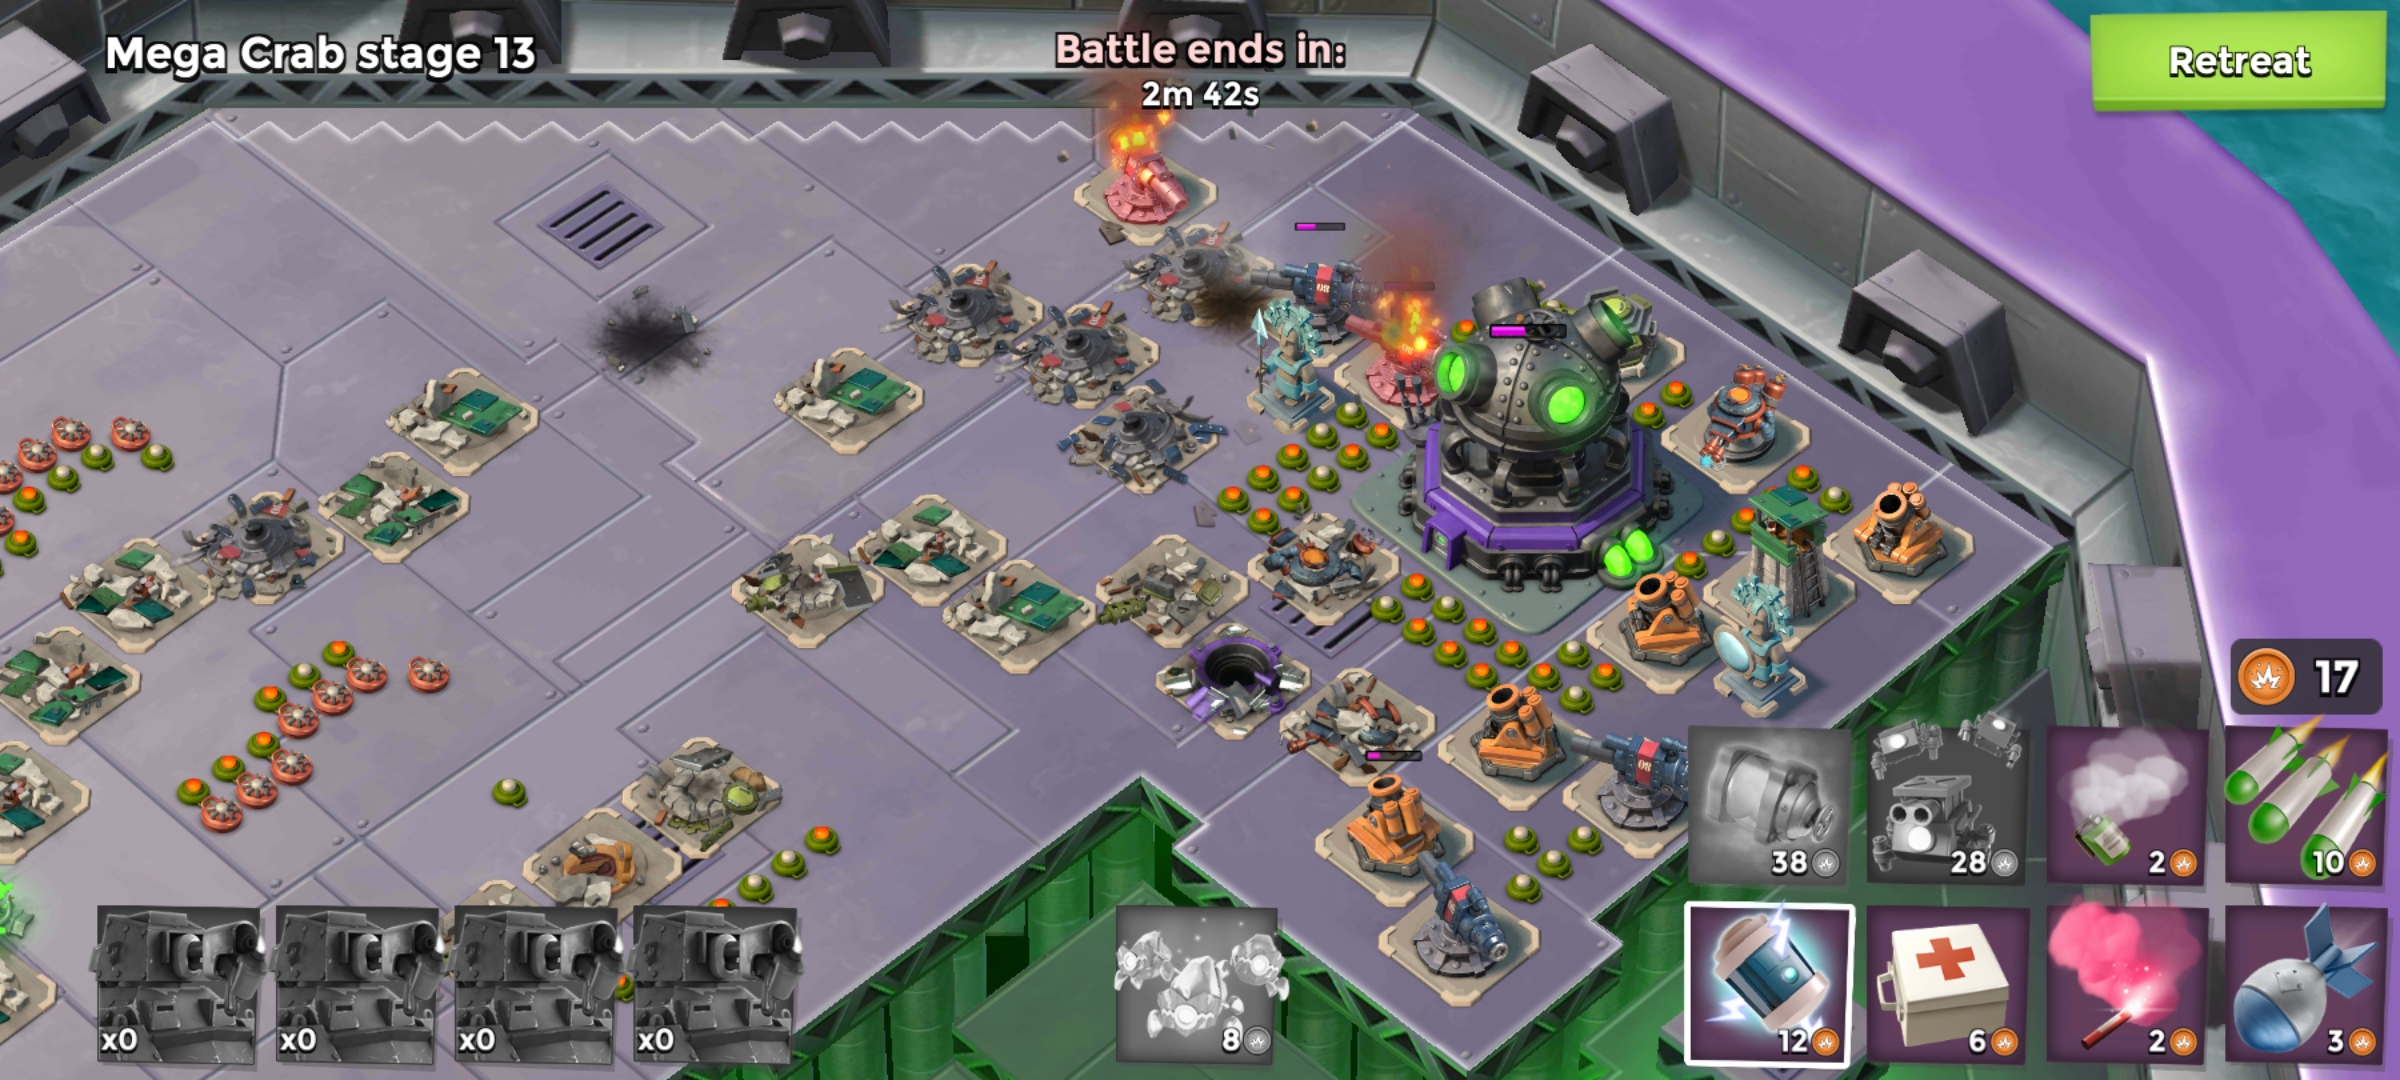 Mega Crab stage 13
Battle ends in:
2m 42s
Retreat
17
38
28
2
10
12
6
2
3
x0
x0
x0
x0
8